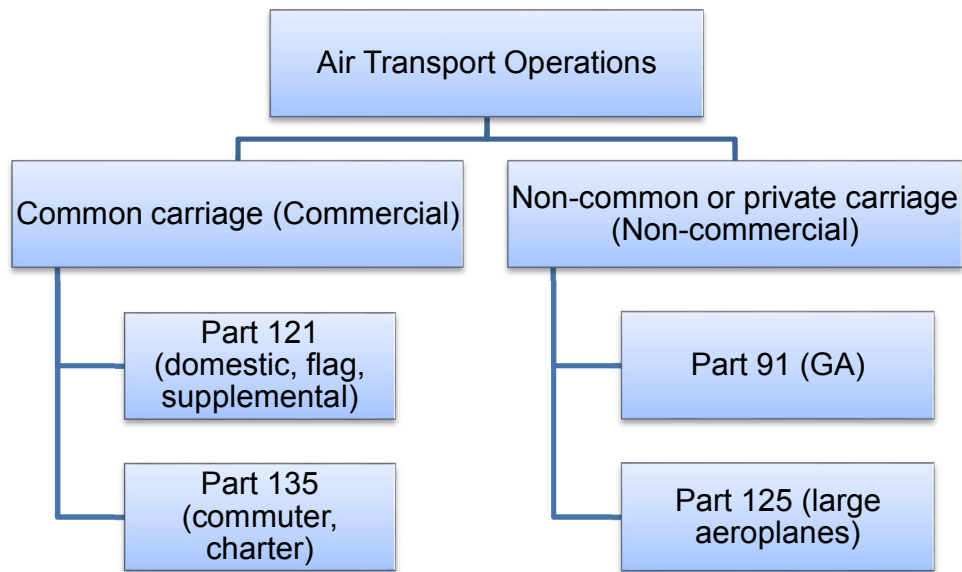 Air Transport Operations
Common carriage (Commercial)
Non-common or private carriage
(Non-commercial)
Part 121
(domestic, flag,
supplemental)
Part 91 (GA)
Part 135
(commuter,
charter)
Part 125 (large
aeroplanes)